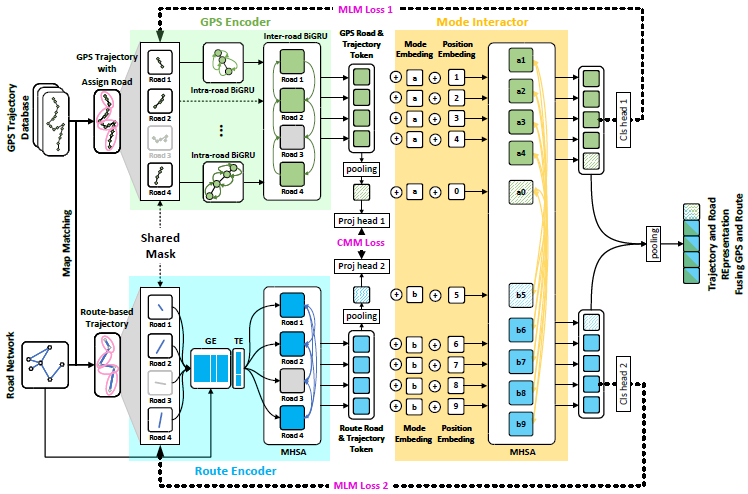 MLM Loss 1
GPS Encoder
Mode Interactor
GPS Trajectory
with
Assign Road
Inter-road BiGRU
GPS Road &
Trajectory
Token
Mode
Embeding
Position
Embeding
GPS Trajectory
Database
Road 1
Road 2
Road 3
Road 4
Intra-road BiGRU
Intra-road BiGRU
Road 1
Road 2
Road 3
Road 4
pooling
a
1
a
2
a
3
a
4
a
0
a1
a2
a3
a4
a0
Cls head 1
Map Matching
Shared
Mask
Proj head 1
CMM Loss
Proj head 2
pooling
pooling
Trajectory and Road
REpresentation
Fusing GPS and Route
Road Network
Route-based
Trajectory
Road 1
Road 2
Road 3
Road 4
GE
TE
Road 1
Road 2
Road 3
Road 4
MHSA
Route Road
& Trajectory
Token
b
5
b
6
b
7
b
8
b
9
Mode
Embeding
Position
Embeding
b5
b6
b7
b8
b9
MHSA
Cls head 2
Route Encoder
MLM Loss 2